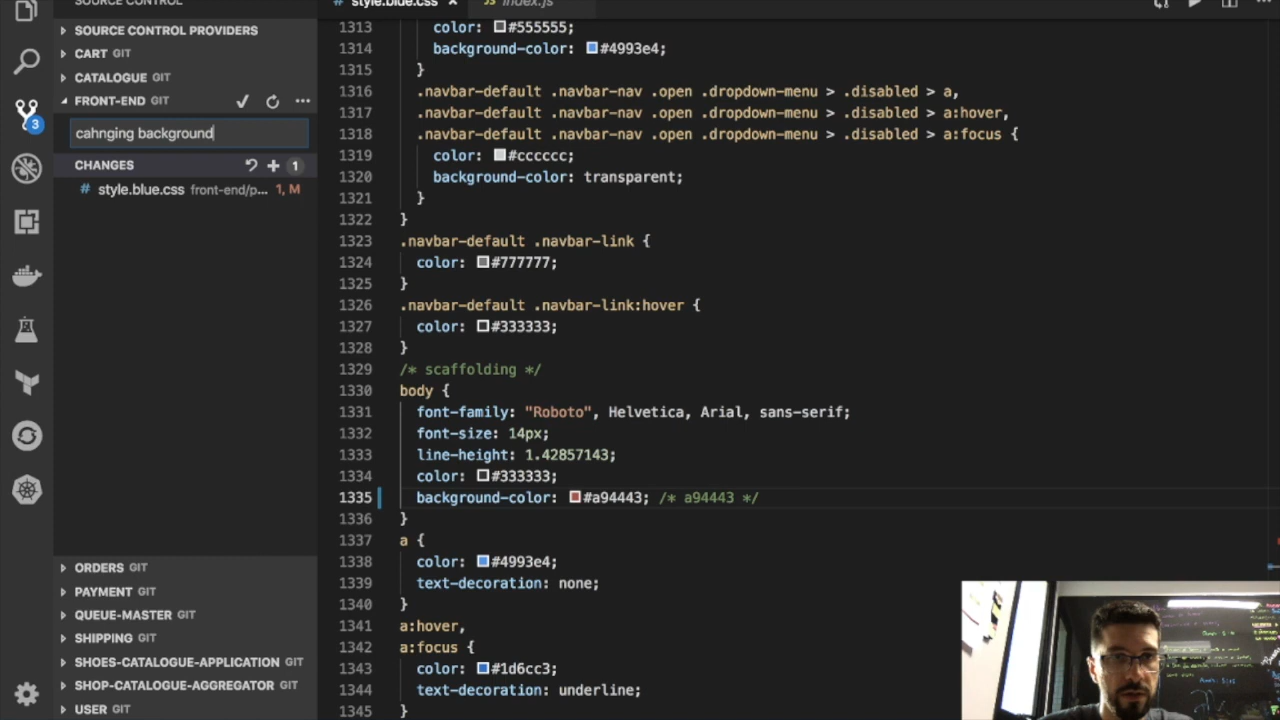 SOURCE CONTROL
style.blue.css
index.js
SOURCE CONTROL PROVIDERS
CART GIT
CATALOGUE GIT
FRONT-END GIT
3
cahnging background
CHANGES 1
# style.blue.css front-end/p... 1, M
ORDERS GIT
PAYMENT GIT
QUEUE-MASTER GIT
SHIPPING GIT
SHOES-CATALOGUE-APPLICATION GIT
SHOP-CATALOGUE-AGGREGATOR GIT
USER GIT
1313 color: #555555;
1314 background-color: #4993e4;
1315 }
1316 .navbar-default .navbar-nav .open .dropdown-menu > .disabled > a,
1317 .navbar-default .navbar-nav .open .dropdown-menu > .disabled > a:hover,
1318 .navbar-default .navbar-nav .open .dropdown-menu > .disabled > a:focus {
1319 color: #cccccc;
1320 background-color: transparent;
1321 }
1322 }
1323 .navbar-default .navbar-link {
1324 color: #777777;
1325 }
1326 .navbar-default .navbar-link:hover {
1327 color: #333333;
1328 }
1329 /* scaffolding */
1330 body {
1331 font-family: "Roboto", Helvetica, Arial, sans-serif;
1332 font-size: 14px;
1333 line-height: 1.42857143;
1334 color: #333333;
1335 background-color: #a94443; /* a94443 */
1336 }
1337 a {
1338 color: #4993e4;
1339 text-decoration: none;
1340 }
1341 a:hover,
1342 a:focus {
1343 color: #1d6cc3;
1344 text-decoration: underline;
1345 }